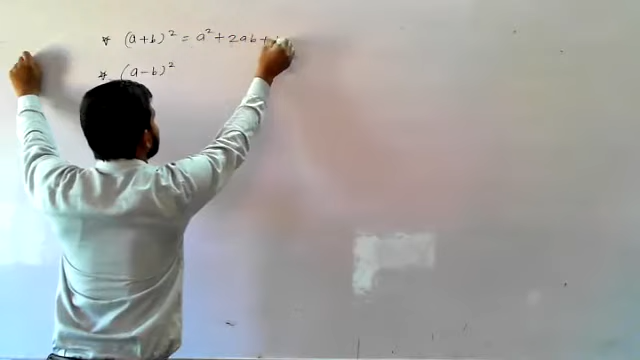 * (a+b)² = a² + 2ab +
* (a-b)²